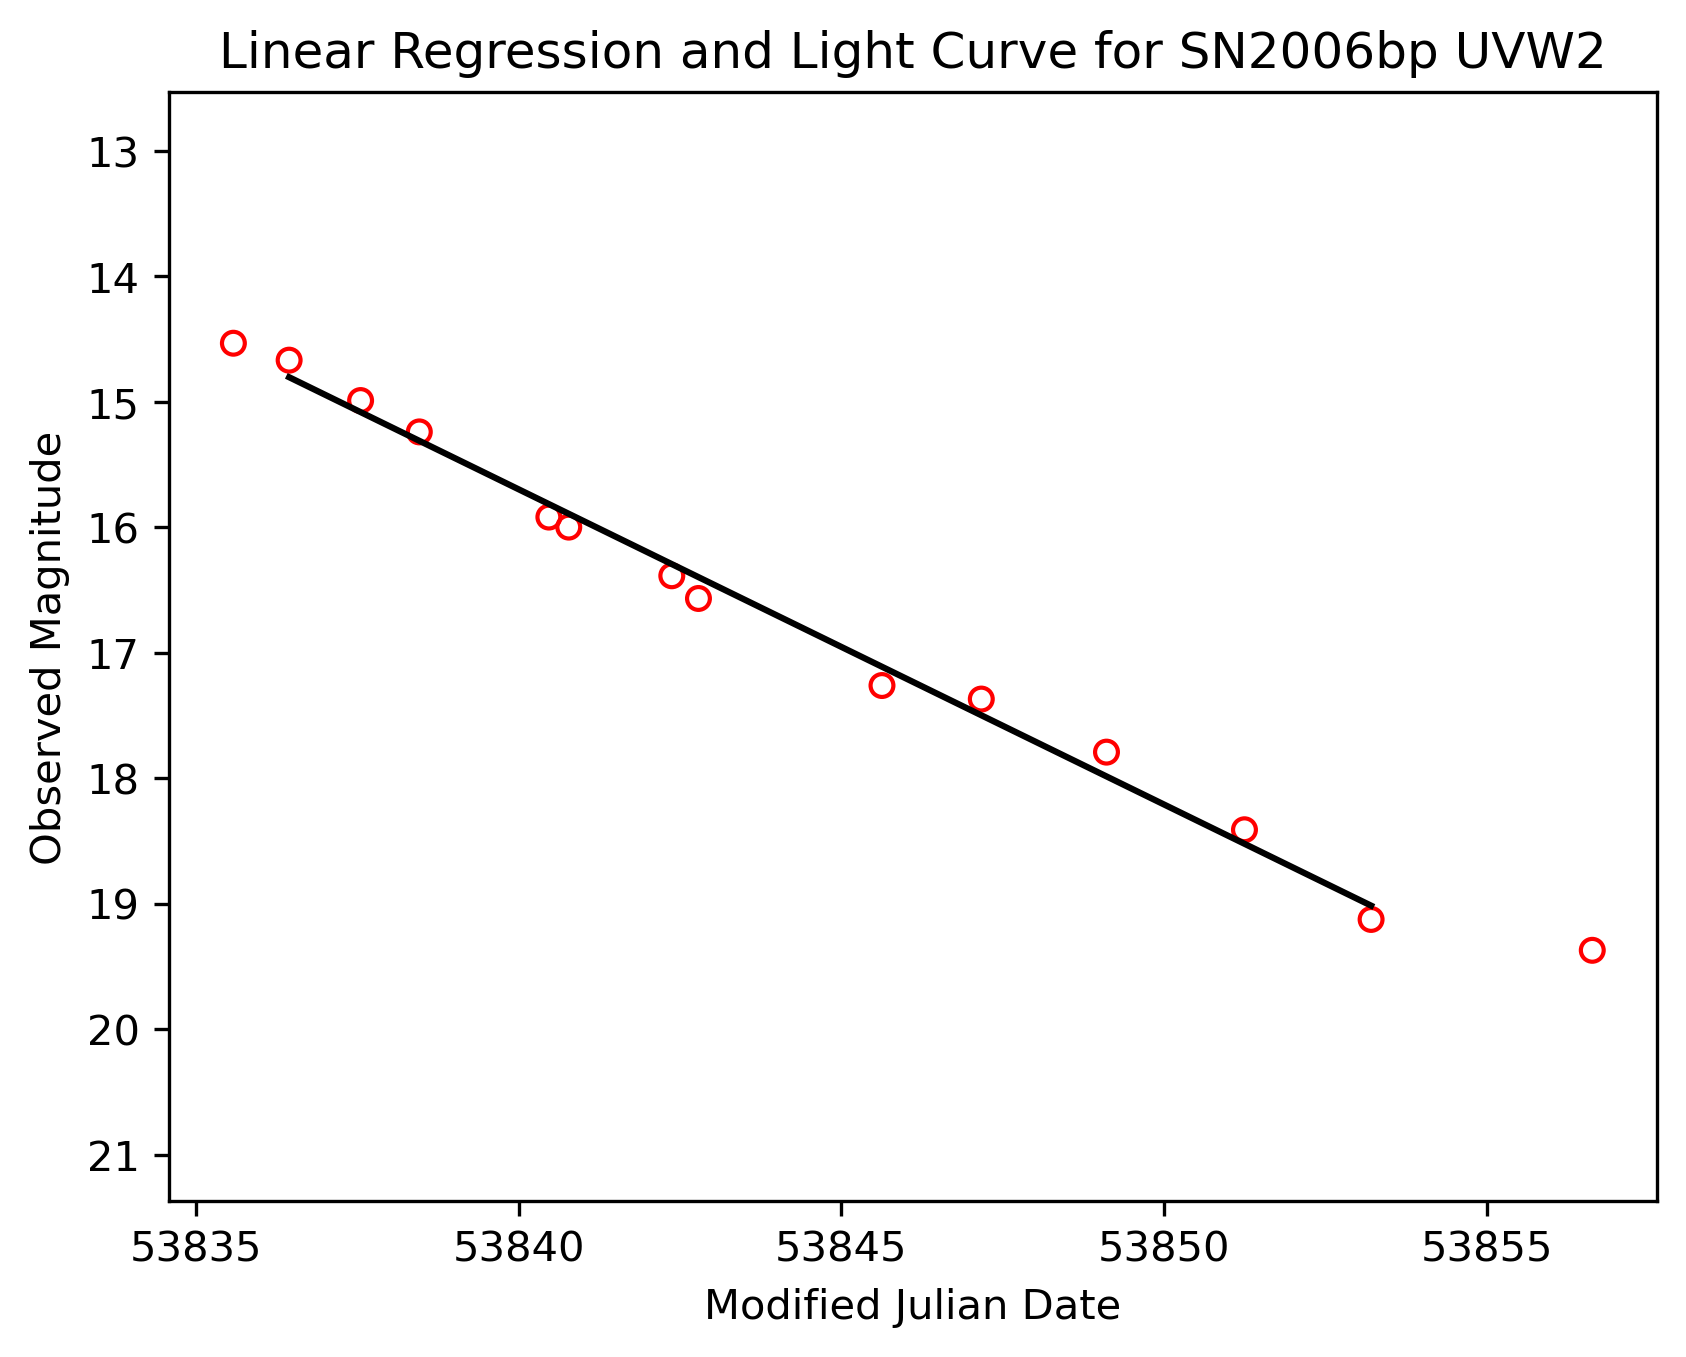 Linear Regression and Light Curve for SN2006bp UVW2
Observed Magnitude
13
14
15
16
17
18
19
20
21
53835 53840 53845 53850 53855
Modified Julian Date